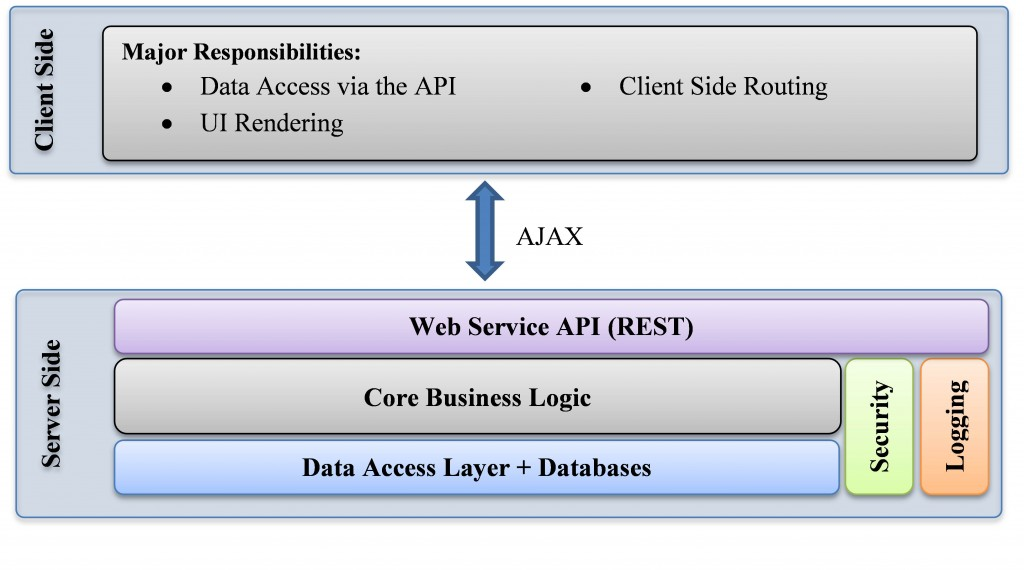 Client Side
Major Responsibilities:
• Data Access via the API
• Client Side Routing
• UI Rendering
AJAX
Server Side
Web Service API (REST)
Core Business Logic
Data Access Layer + Databases
Security
Logging